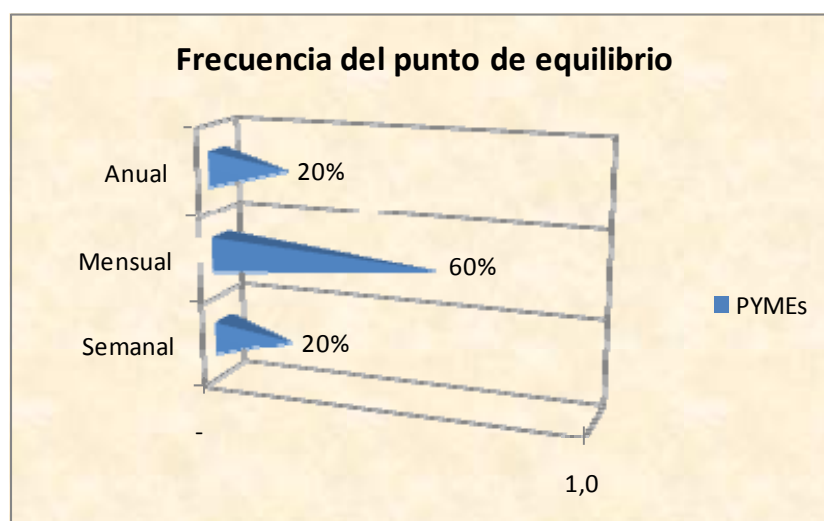 Frecuencia del punto de equilibrio
Anual
20%
Mensual
60%
PYMEs
Semanal
20%
-
1,0